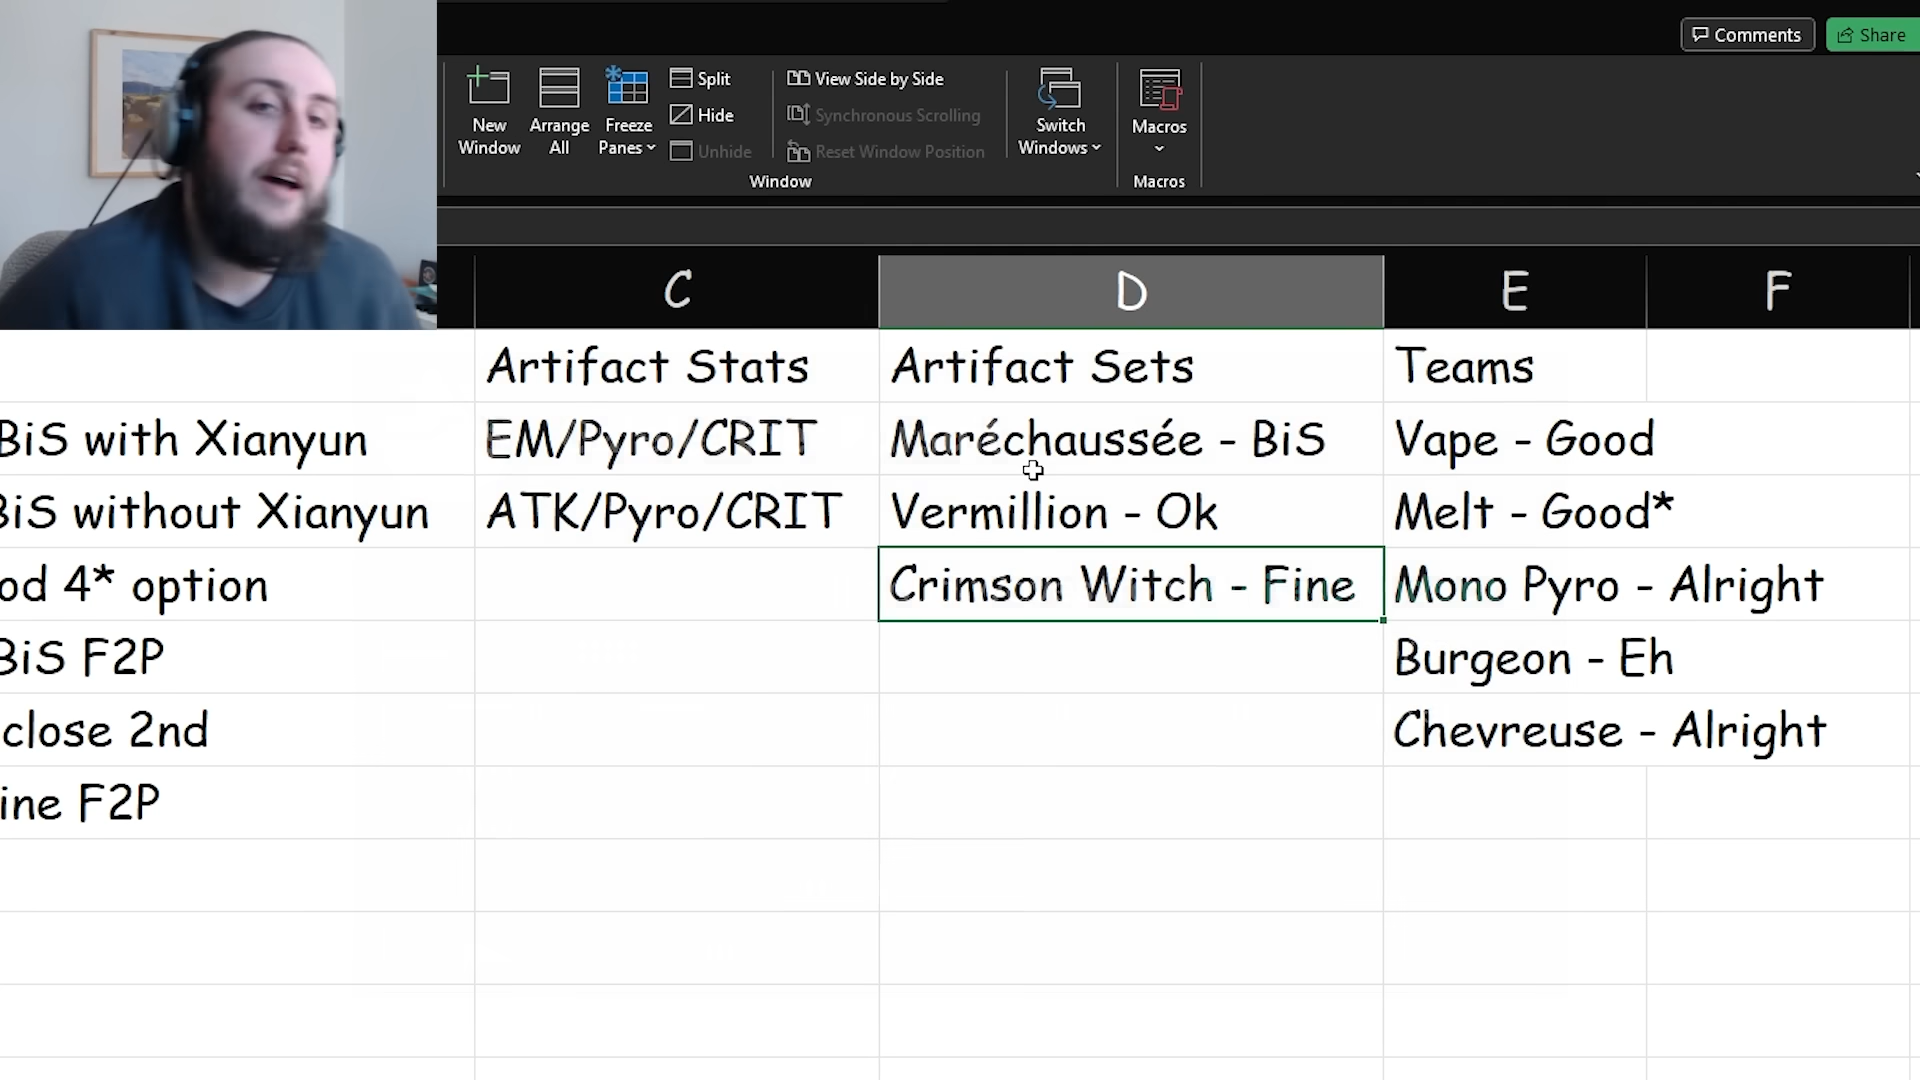 Comments
Share
New Window
Arrange All
Freeze Panes
Split
Hide
Unhide
View Side by Side
Synchronous Scrolling
Reset Window Position
Switch Windows
Macros
Window
Macros
C D E F
Artifact Stats Artifact Sets Teams
BiS with Xianyun EM/Pyro/CRIT Maréchaussée - BiS Vape - Good
BiS without Xianyun ATK/Pyro/CRIT Vermillion - Ok Melt - Good*
4* option Crimson Witch - Fine Mono Pyro - Alright
BiS F2P Burgeon - Eh
close 2nd Chevreuse - Alright
F2P